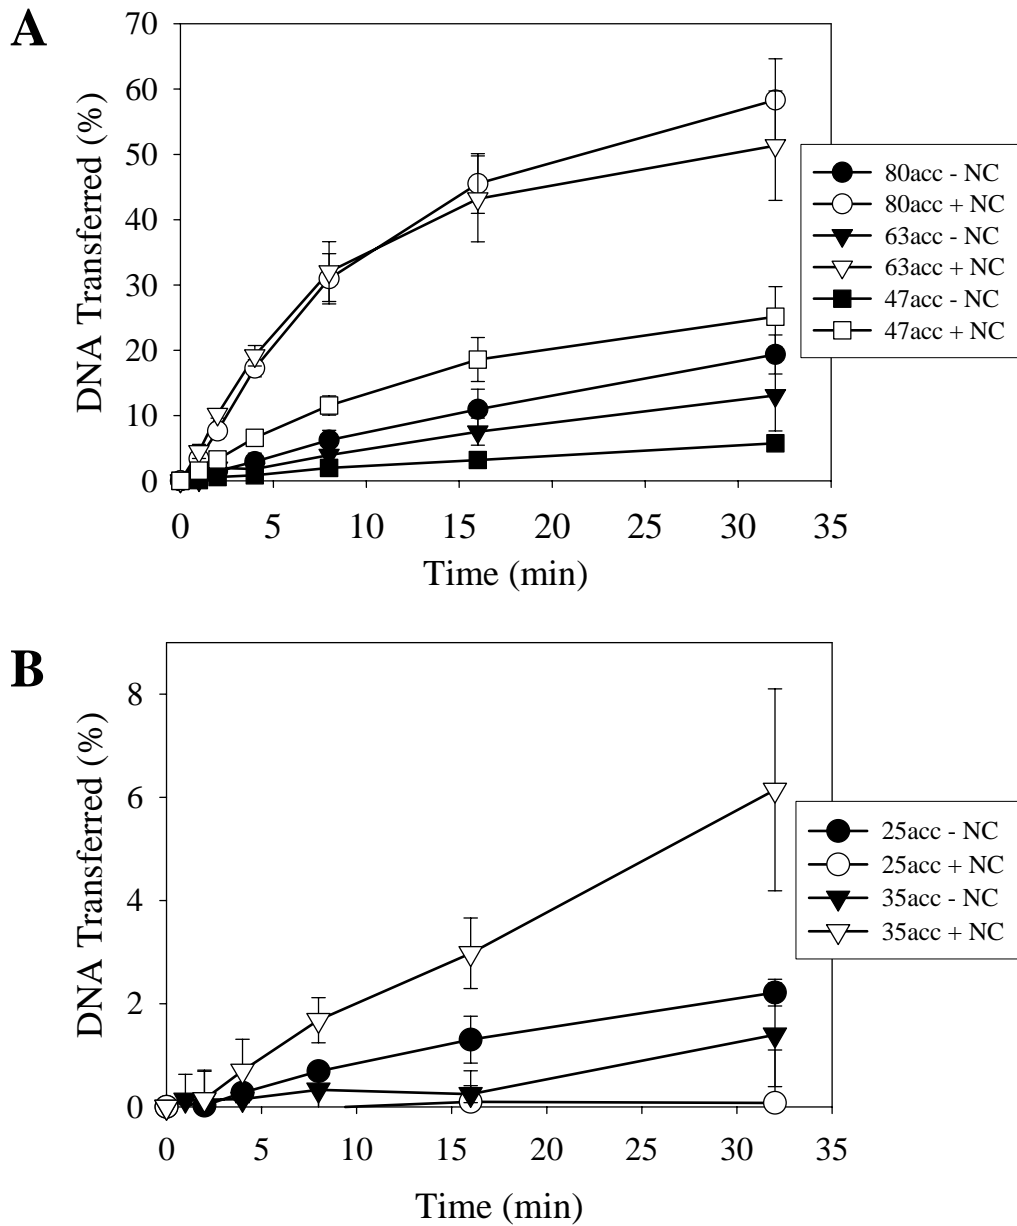 A
70
60
50
40
30
20
10
0
DNA Transferred (%)
0 5 10 15 20 25 30 35
Time (min)
80acc - NC
80acc + NC
63acc - NC
63acc + NC
47acc - NC
47acc + NC
B
8
6
4
2
0
DNA Transferred (%)
0 5 10 15 20 25 30 35
Time (min)
25acc - NC
25acc + NC
35acc - NC
35acc + NC